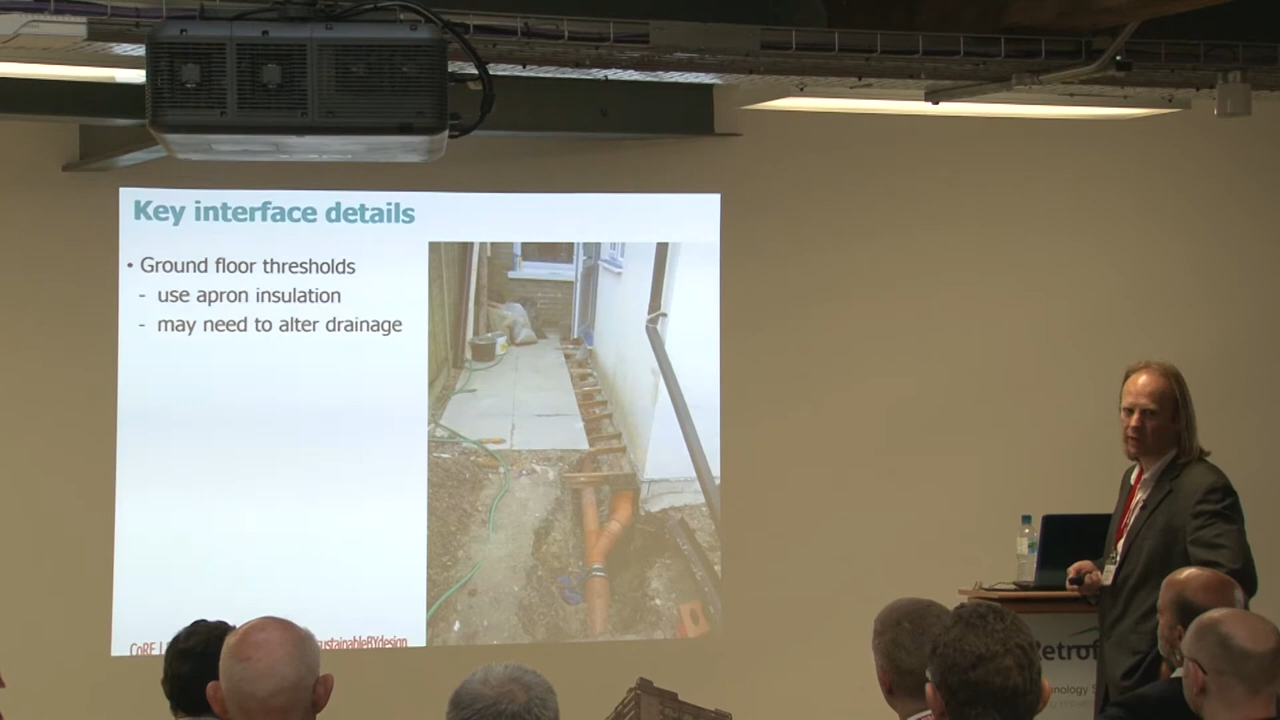 Key interface details
• Ground floor thresholds
- use apron insulation
- may need to alter drainage
CoRE |
sustainableBYdesign
Retrof